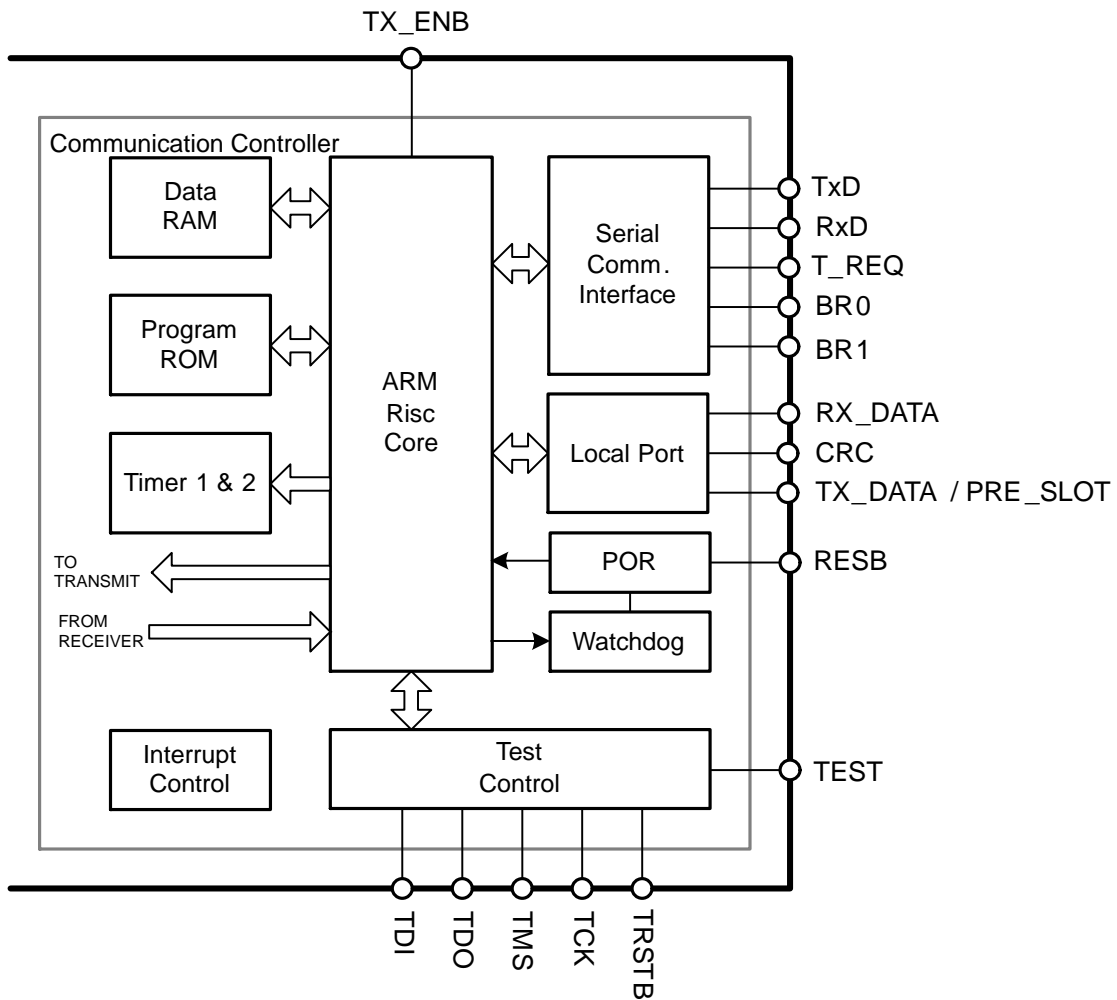 TX_ENB
Communication Controller
Data
RAM
Program
ROM
Timer 1 & 2
TO
TRANSMIT
FROM
RECEIVER
Interrupt
Control
ARM
Risc
Core
Serial
Comm.
Interface
Local Port
POR
Watchdog
Test
Control
TxD
RxD
T_REQ
BR0
BR1
RX_DATA
CRC
TX_DATA / PRE_SLOT
RESB
TEST
TDI
TDO
TMS
TCK
TRSTB